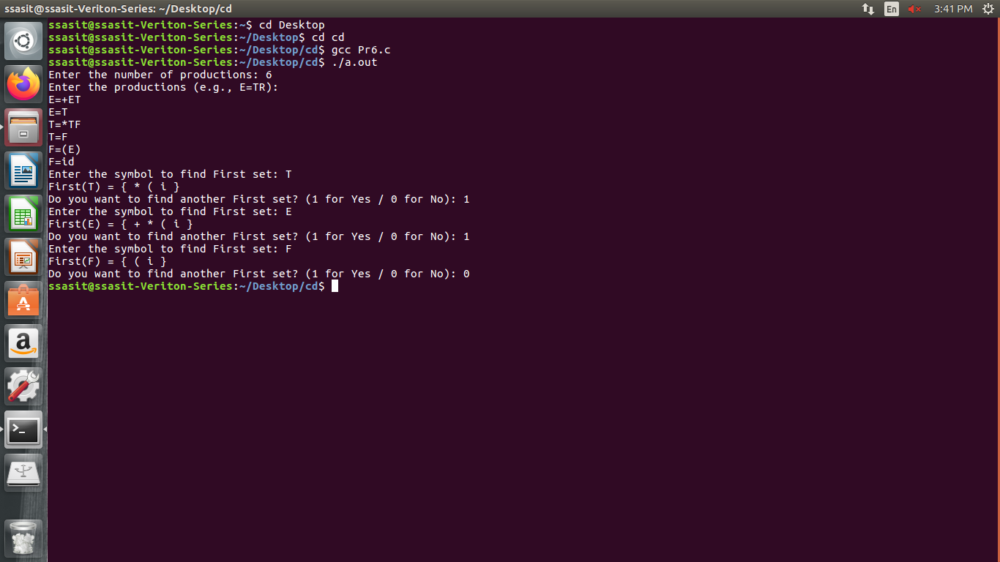 ssasit@ssasit-Veriton-Series: ~/Desktop/cd
En
3:41 PM
ssasit@ssasit-Veriton-Series:~$ cd Desktop
ssasit@ssasit-Veriton-Series:~/Desktop$ cd cd
ssasit@ssasit-Veriton-Series:~/Desktop/cd$ gcc Pr6.c
ssasit@ssasit-Veriton-Series:~/Desktop/cd$ ./a.out
Enter the number of productions: 6
Enter the productions (e.g., E=TR):
E=+ET
E=T
T=*TF
T=F
F=(E)
F=id
Enter the symbol to find First set: T
First(T) = { * ( i }
Do you want to find another First set? (1 for Yes / 0 for No): 1
Enter the symbol to find First set: E
First(E) = { + * ( i }
Do you want to find another First set? (1 for Yes / 0 for No): 1
Enter the symbol to find First set: F
First(F) = { ( i }
Do you want to find another First set? (1 for Yes / 0 for No): 0
ssasit@ssasit-Veriton-Series:~/Desktop/cd$